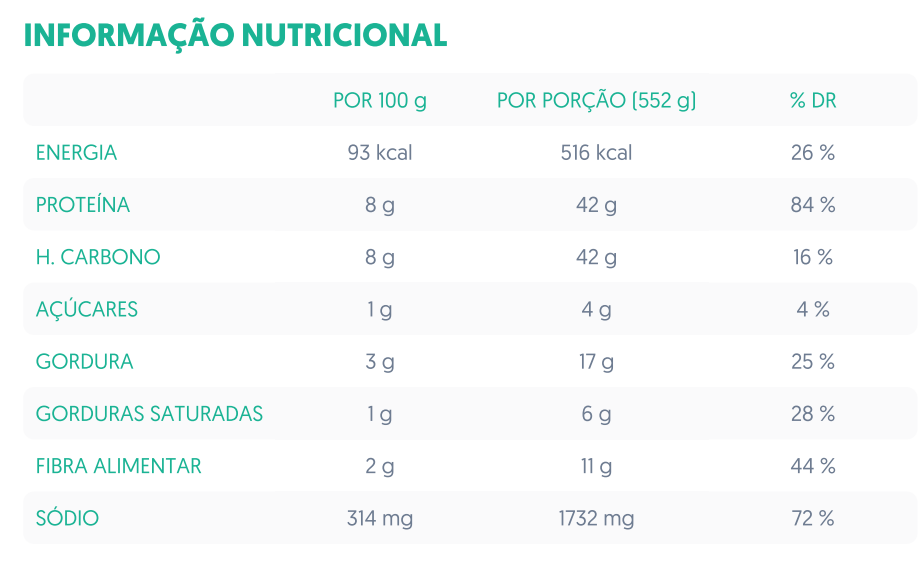 INFORMAÇÃO NUTRICIONAL
POR 100 g POR PORÇÃO (552 g) % DR
ENERGIA 93 kcal 516 kcal 26 %
PROTEÍNA 8 g 42 g 84 %
H. CARBONO 8 g 42 g 16 %
AÇÚCARES 1 g 4 g 4 %
GORDURA 3 g 17 g 25 %
GORDURAS SATURADAS 1 g 6 g 28 %
FIBRA ALIMENTAR 2 g 11 g 44 %
SÓDIO 314 mg 1732 mg 72 %